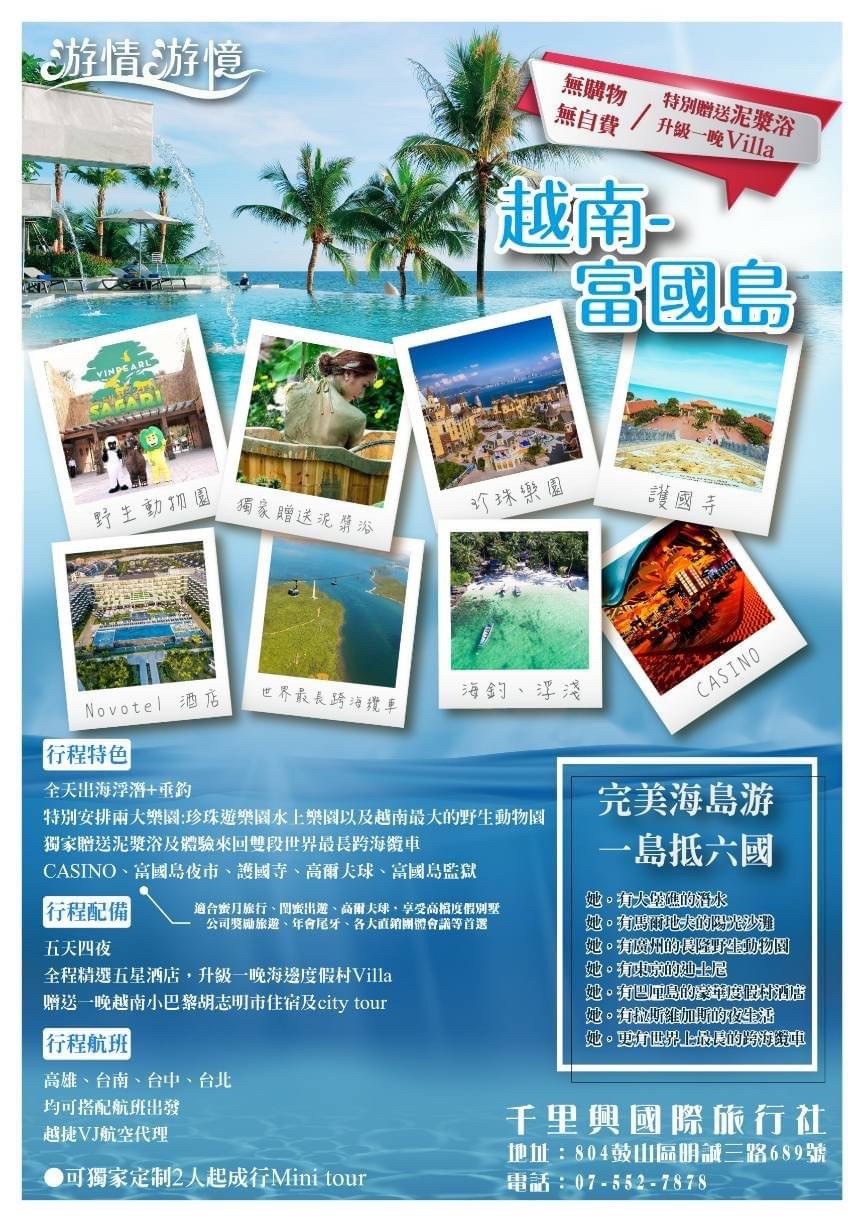 游情游憶
無購物
無自費
/
特別贈送泥漿浴
升級一晚Villa
越南-
富國島
VINPEARL
SAFARI
野生動物園
獨家贈送泥漿浴
珍珠樂園
護國寺
Novotel 酒店
世界最長跨海纜車
海釣、浮淺
CASINO
行程特色
全天出海浮潛+垂釣
特別安排兩大樂園:珍珠遊樂園水上樂園以及越南最大的野生動物園
獨家贈送泥漿浴及體驗來回雙段世界最長跨海纜車
CASINO、富國島夜市、護國寺、高爾夫球、富國島監獄
適合蜜月旅行、閨蜜出遊、高爾夫球，享受高檔度假別墅
公司獎勵旅遊、年會尾牙、各大直銷團體會議等首選
行程配備
五天四夜
全程精選五星酒店，升級一晚海邊度假村Villa
贈送一晚越南小巴黎胡志明市住宿及city tour
行程航班
高雄、台南、台中、台北
均可搭配航班出發
越捷VJ航空代理
●可獨家定制2人起成行Mini tour
完美海島游
一島抵六國
她，有大堡礁的潛水
她，有馬爾地夫的陽光沙灘
她，有廣州的長隆野生動物園
她，有東京的迪士尼
她，有巴厘島的豪華度假村酒店
她，有拉斯維加斯的夜生活
她，更有世界上最長的跨海纜車
千里興國際旅行社
地址：804鼓山區明誠三路689號
電話：07-552-7878